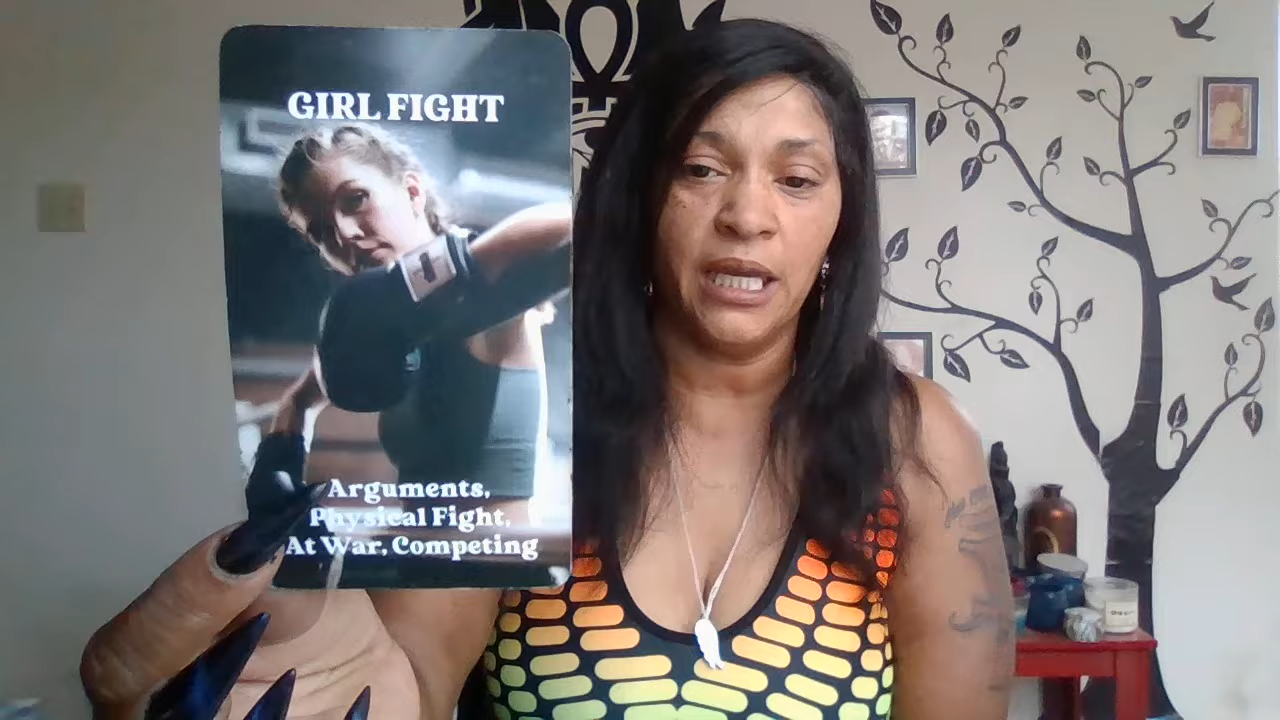 GIRL FIGHT
Arguments,
Physical Fight,
At War, Competing